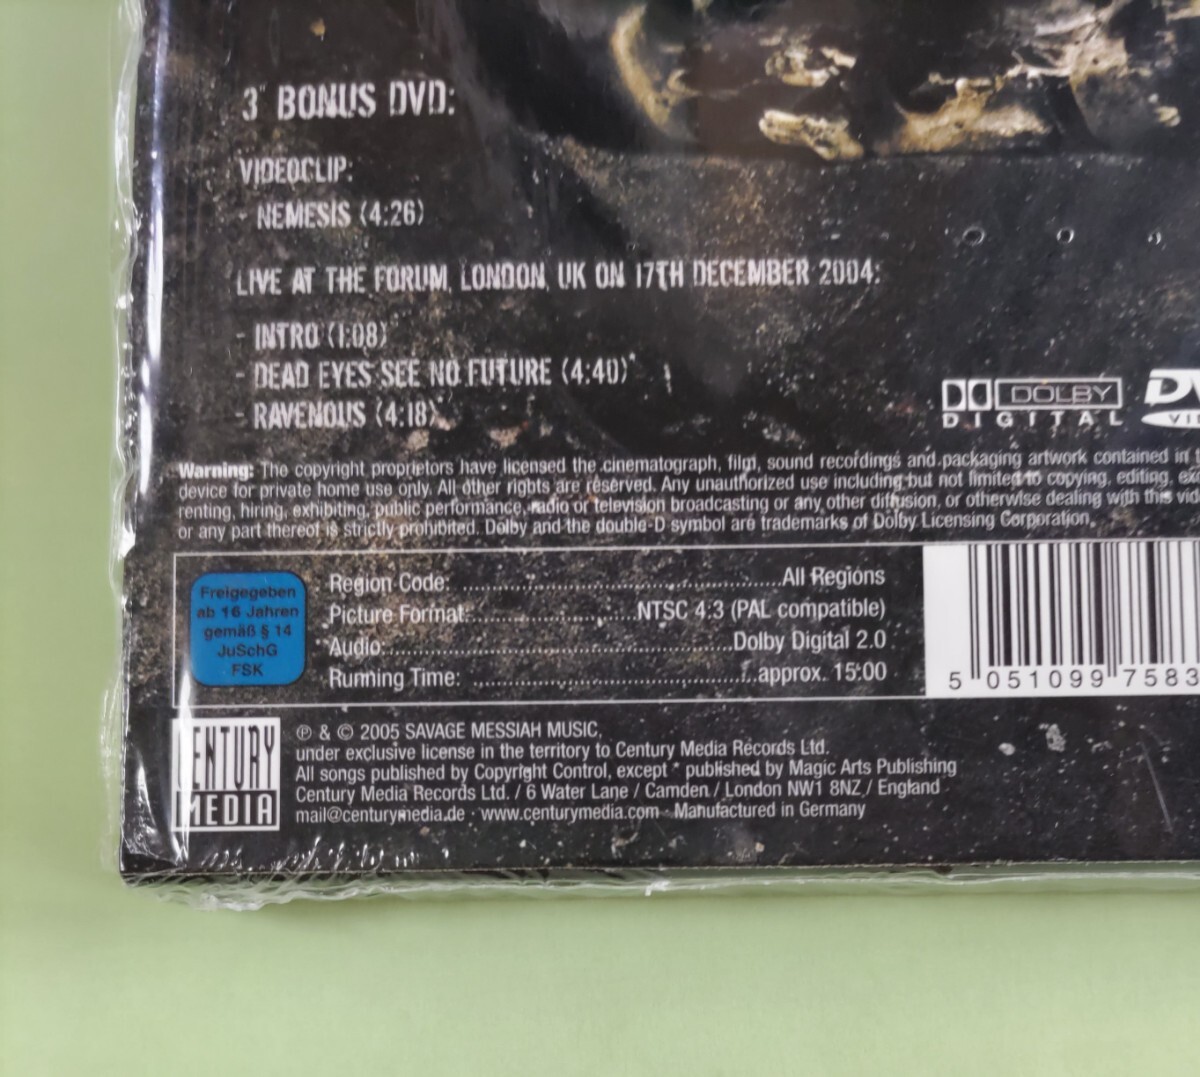 3" BONUS DVD:
VIDEOCLIP:
- NEMESIS (4:26)
LIVE AT THE FORUM, LONDON, UK ON 17TH DECEMBER 2004:
- INTRO (1:08)
- DEAD EYES SEE NO FUTURE (4:40)*
- RAVENOUS (4:18)
DOLBY
DIGITAL
Warning: The copyright proprietors have licensed the cinematograph, film, sound recordings and packaging artwork contained in
device for private home use only. All other rights are reserved. Any unauthorized use including but not limited to copying, editing,
renting, hiring, exhibiting, public performance, radio or television broadcasting or any other diffusion, or otherwise dealing with this
or any part thereof is strictly prohibited. Dolby and the double-D symbol are trademarks of Dolby Licensing Corporation.
Freigegeben
ab 16 Jahren
gemäß § 14
JuSchG
FSK
Region Code: ......................................................All Regions
Picture Format:............................NTSC 4:3 (PAL compatible)
Audio:..........................................................Dolby Digital 2.0
Running Time: ...............................................approx. 15:00
5 051099 7583
CENTURY
MEDIA
℗ & © 2005 SAVAGE MESSIAH MUSIC,
under exclusive license in the territory to Century Media Records Ltd.
All songs published by Copyright Control, except * published by Magic Arts Publishing
Century Media Records Ltd. / 6 Water Lane / Camden / London NW1 8NZ / England
mail@centurymedia.de · www.centurymedia.com · Manufactured in Germany